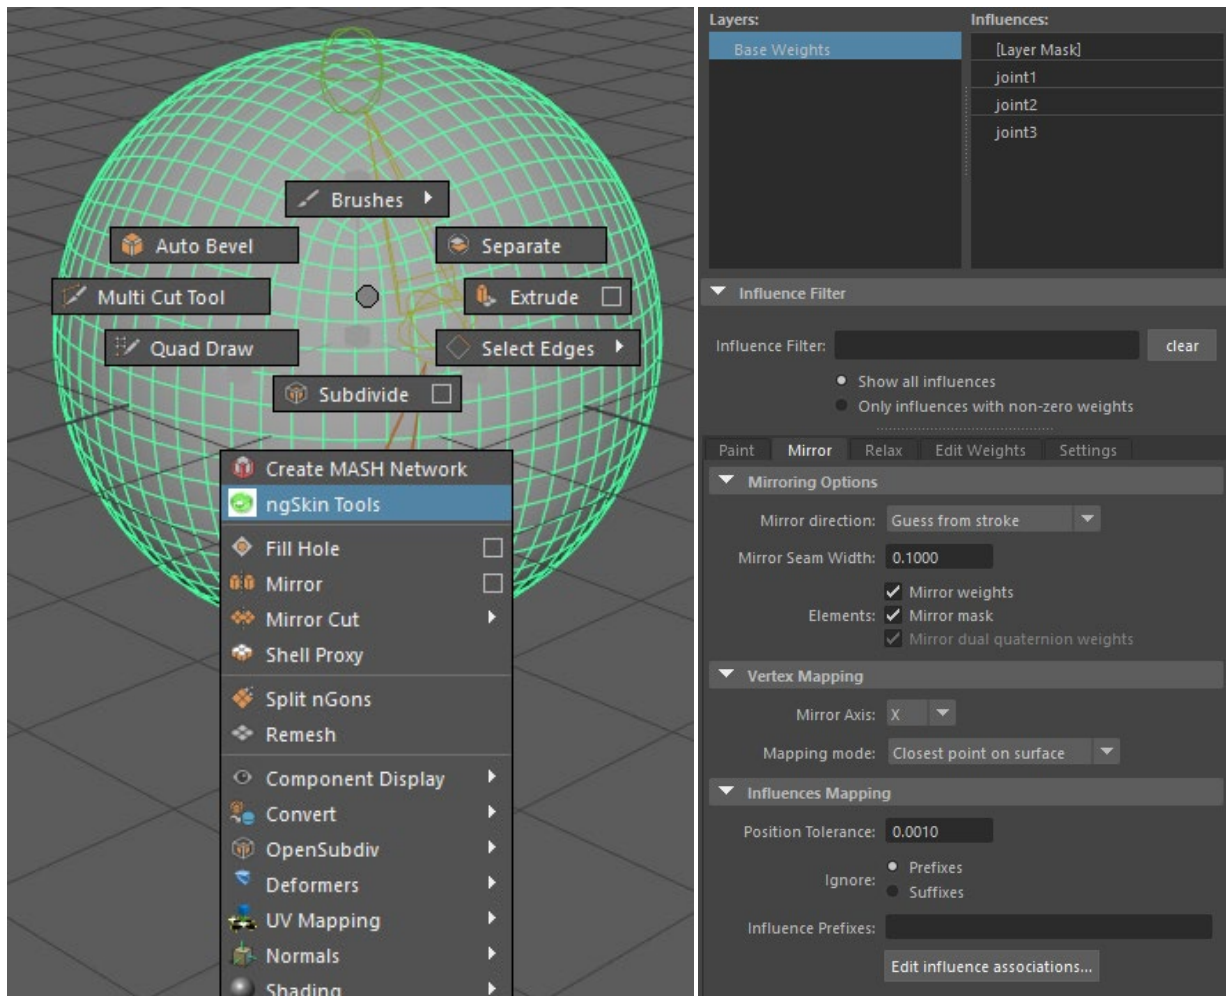 Brushes
Auto Bevel
Separate
Multi Cut Tool
Extrude
Quad Draw
Select Edges
Subdivide
Create MASH Network
ngSkin Tools
Fill Hole
Mirror
Mirror Cut
Shell Proxy
Split nGons
Remesh
Component Display
Convert
OpenSubdiv
Deformers
UV Mapping
Normals
Shading
Layers:
Base Weights
Influences:
[Layer Mask]
joint1
joint2
joint3
Influence Filter
Influence Filter:
clear
Show all influences
Only influences with non-zero weights
Paint Mirror Relax Edit Weights Settings
Mirroring Options
Mirror direction: Guess from stroke
Mirror Seam Width: 0.1000
Mirror weights
Elements: Mirror mask
Mirror dual quaternion weights
Vertex Mapping
Mirror Axis: X
Mapping mode: Closest point on surface
Influences Mapping
Position Tolerance: 0.0010
Ignore: Prefixes
Suffixes
Influence Prefixes:
Edit influence associations...